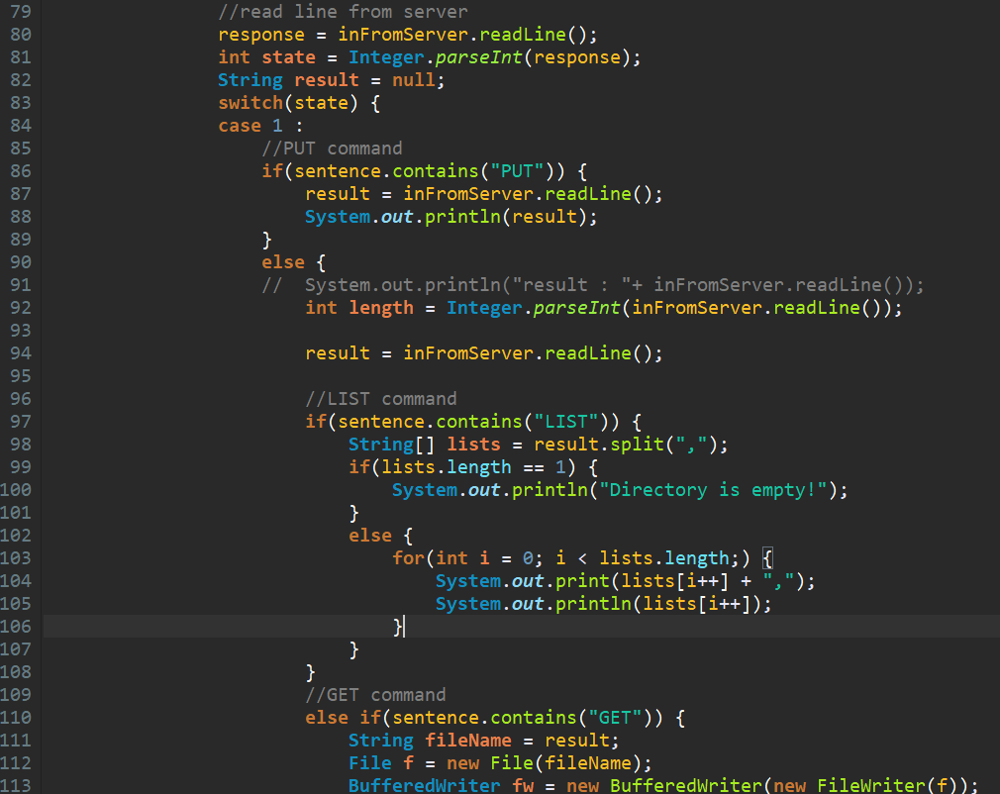 79 //read line from server
80 response = inFromServer.readLine();
81 int state = Integer.parseInt(response);
82 String result = null;
83 switch(state) {
84 case 1 :
85 //PUT command
86 if(sentence.contains("PUT")) {
87 result = inFromServer.readLine();
88 System.out.println(result);
89 }
90 else {
91 //  System.out.println("result : "+ inFromServer.readLine());
92 int length = Integer.parseInt(inFromServer.readLine());
93
94 result = inFromServer.readLine();
95
96 //LIST command
97 if(sentence.contains("LIST")) {
98 String[] lists = result.split(",");
99 if(lists.length == 1) {
100 System.out.println("Directory is empty!");
101 }
102 else {
103 for(int i = 0; i < lists.length;) {
104 System.out.print(lists[i++] + ",");
105 System.out.println(lists[i++]);
106 }
107 }
108 }
109 //GET command
110 else if(sentence.contains("GET")) {
111 String fileName = result;
112 File f = new File(fileName);
113 BufferedWriter fw = new BufferedWriter(new FileWriter(f));